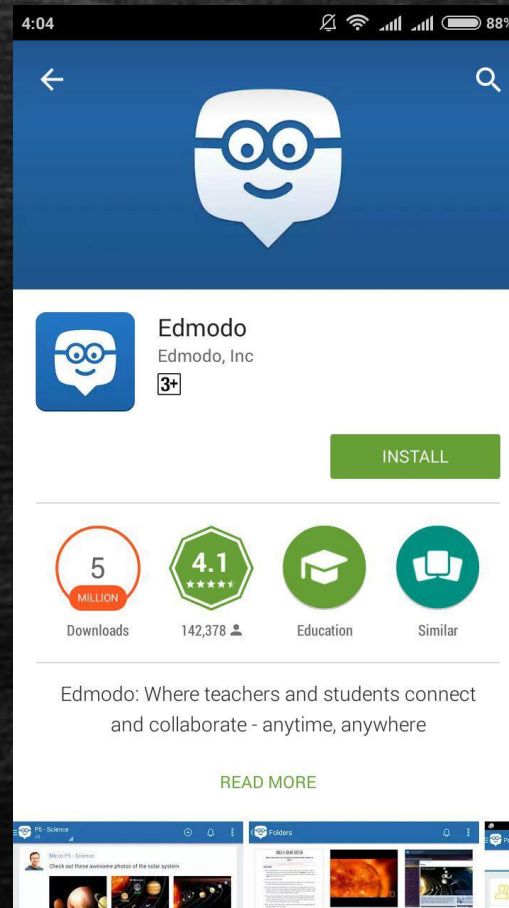 4:04
88%
Edmodo
Edmodo, Inc
3+
INSTALL
5
MILLION
4.1
Downloads
142,378
Education
Similar
Edmodo: Where teachers and students connect
and collaborate - anytime, anywhere
READ MORE
P5 - Science
All
Me to P5 - Science
Check out these awesome photos of the solar system
Folders